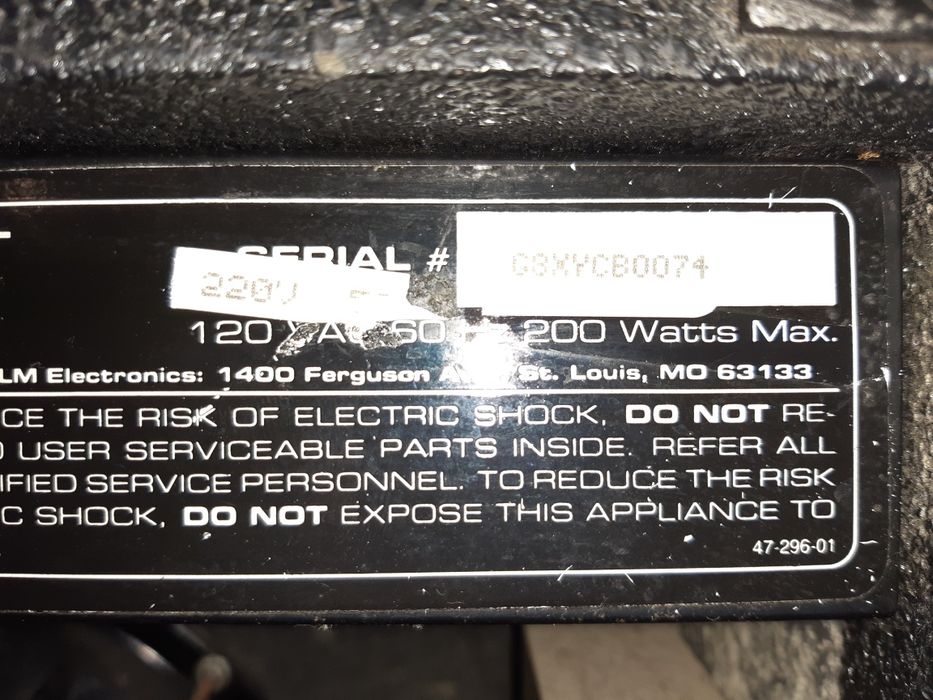 SERIAL # G8XYCB0074
220V
120 V AC 60 200 Watts Max.
LM Electronics: 1400 Ferguson St. Louis, MO 63133
CE THE RISK OF ELECTRIC SHOCK, DO NOT RE-
USER SERVICEABLE PARTS INSIDE. REFER ALL
IFIED SERVICE PERSONNEL. TO REDUCE THE RISK
C SHOCK, DO NOT EXPOSE THIS APPLIANCE TO
47-296-01